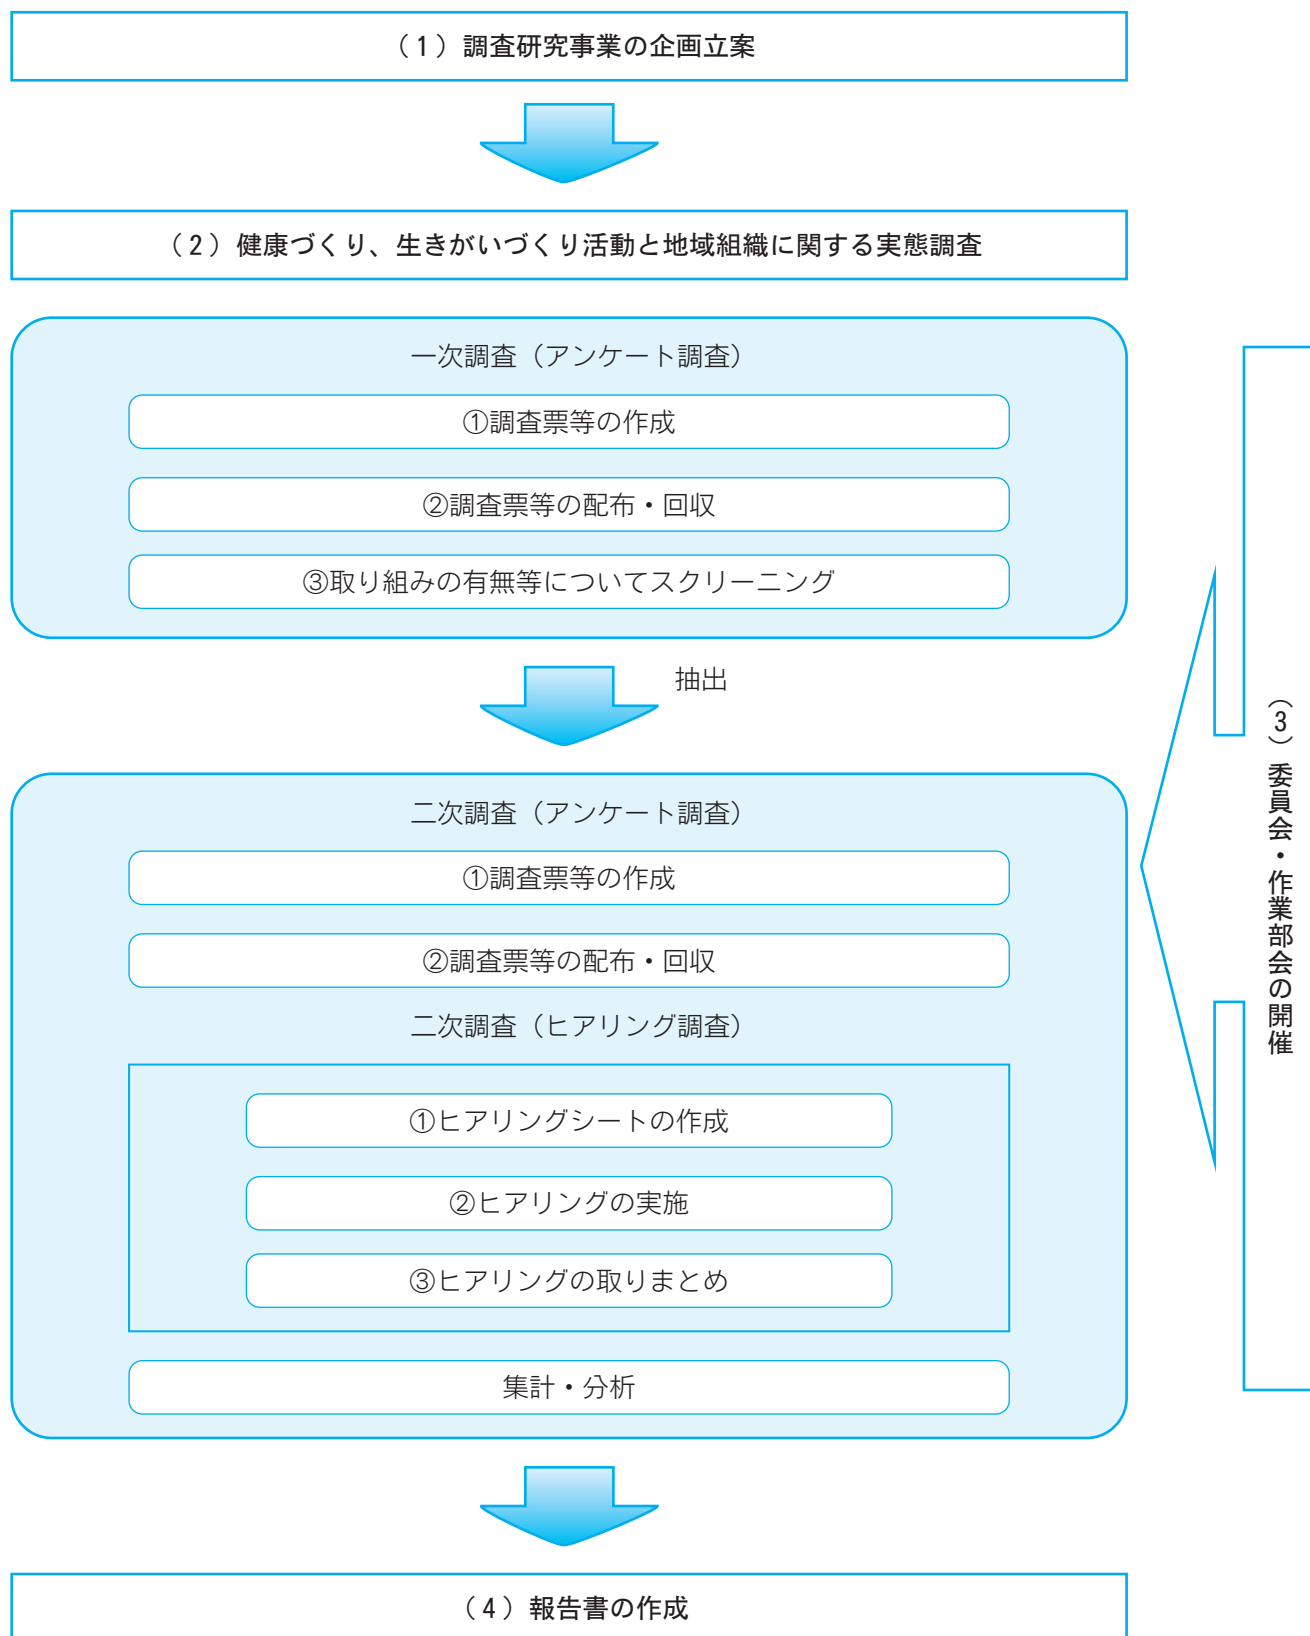 （1）調査研究事業の企画立案
（2）健康づくり、生きがいづくり活動と地域組織に関する実態調査
一次調査（アンケート調査）
①調査票等の作成
②調査票等の配布・回収
③取り組みの有無等についてスクリーニング
抽出
二次調査（アンケート調査）
①調査票等の作成
②調査票等の配布・回収
二次調査（ヒアリング調査）
①ヒアリングシートの作成
②ヒアリングの実施
③ヒアリングの取りまとめ
集計・分析
（3）委員会・作業部会の開催
（4）報告書の作成